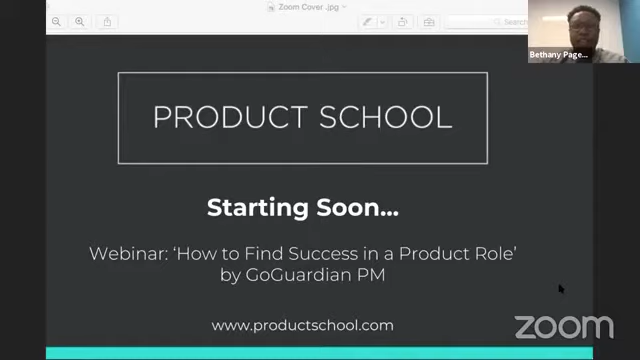 Zoom Cover .jpg
Search
Bethany Page...
PRODUCT SCHOOL
Starting Soon...
Webinar: ‘How to Find Success in a Product Role’
by GoGuardian PM
www.productschool.com
zoom